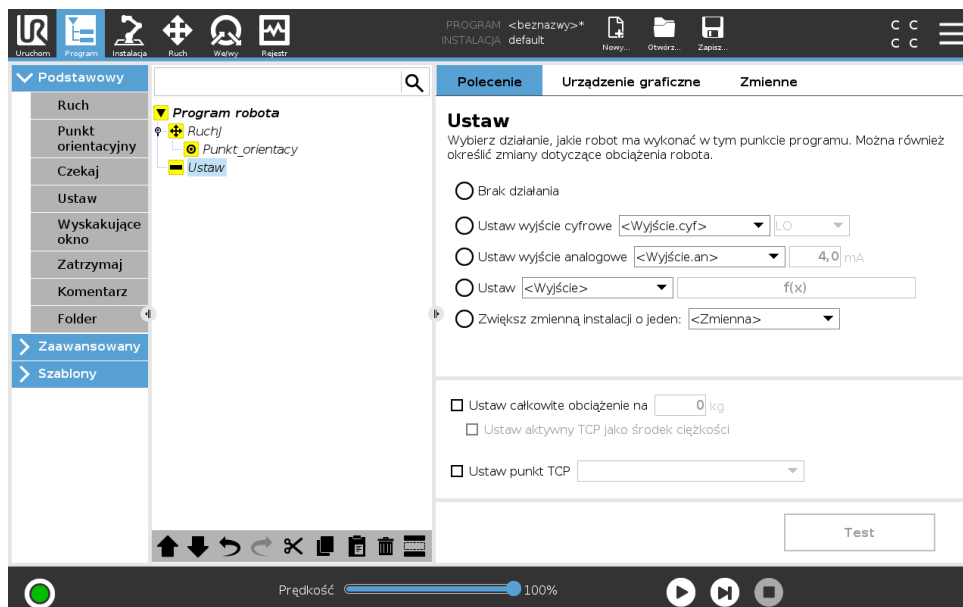 PROGRAM <beznazwy>*
INSTALACJA default
Uruchom Program Instalacja Ruch We/wy Rejestr Nowy... Otwórz... Zapisz...
C C
C C
Podstawowy
Ruch
Punkt
orientacyjny
Czekaj
Ustaw
Wyskakujące
okno
Zatrzymaj
Komentarz
Folder
Zaawansowany
Szablony
Program robota
RuchJ
Punkt_orientacy
Ustaw
Polecenie Urządzenie graficzne Zmienne
Ustaw
Wybierz działanie, jakie robot ma wykonać w tym punkcie programu. Można również
określić zmiany dotyczące obciążenia robota.
Brak działania
Ustaw wyjście cyfrowe <Wyjście.cyf> LO
Ustaw wyjście analogowe <Wyjście.an> 4,0 mA
Ustaw <Wyjście> f(x)
Zwiększ zmienną instalacji o jeden: <Zmienna>
Ustaw całkowite obciążenie na 0 kg
Ustaw aktywny TCP jako środek ciężkości
Ustaw punkt TCP
Test
Prędkość 100%